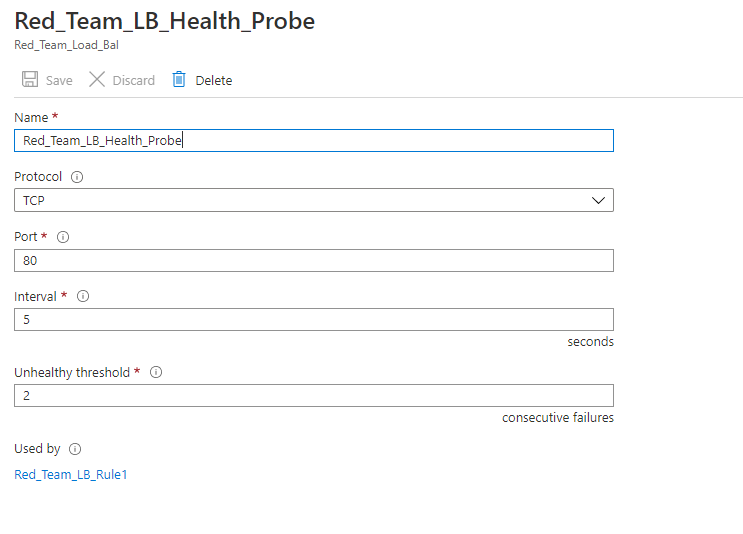 Red_Team_LB_Health_Probe
Red_Team_Load_Bal
Save Discard Delete
Name *
Red_Team_LB_Health_Probe
Protocol
TCP
Port *
80
Interval *
5
seconds
Unhealthy threshold *
2
consecutive failures
Used by
Red_Team_LB_Rule1